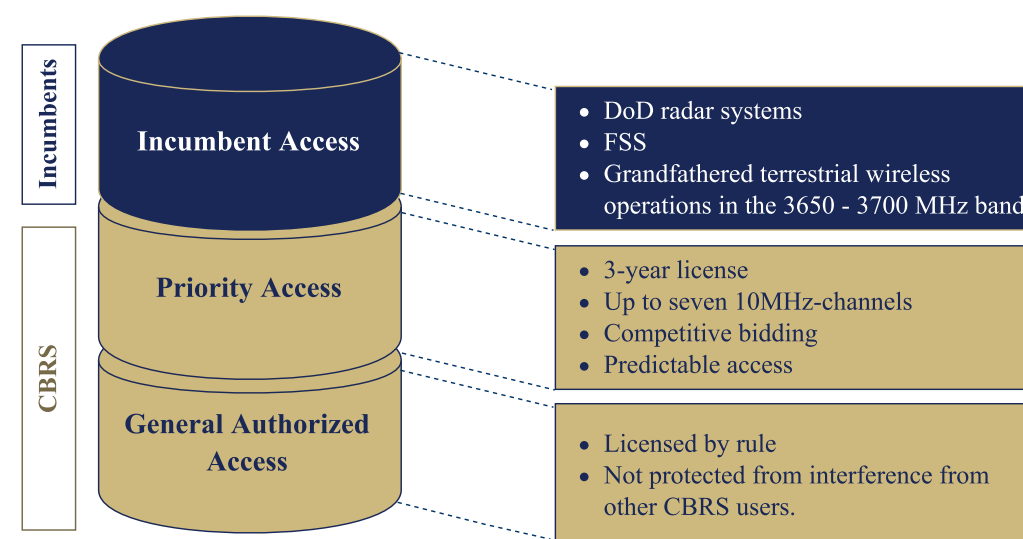 Incumbents
Incumbent Access
• DoD radar systems
• FSS
• Grandfathered terrestrial wireless
operations in the 3650 - 3700 MHz band
CBRS
Priority Access
• 3-year license
• Up to seven 10MHz-channels
• Competitive bidding
• Predictable access
General Authorized
Access
• Licensed by rule
• Not protected from interference from
other CBRS users.